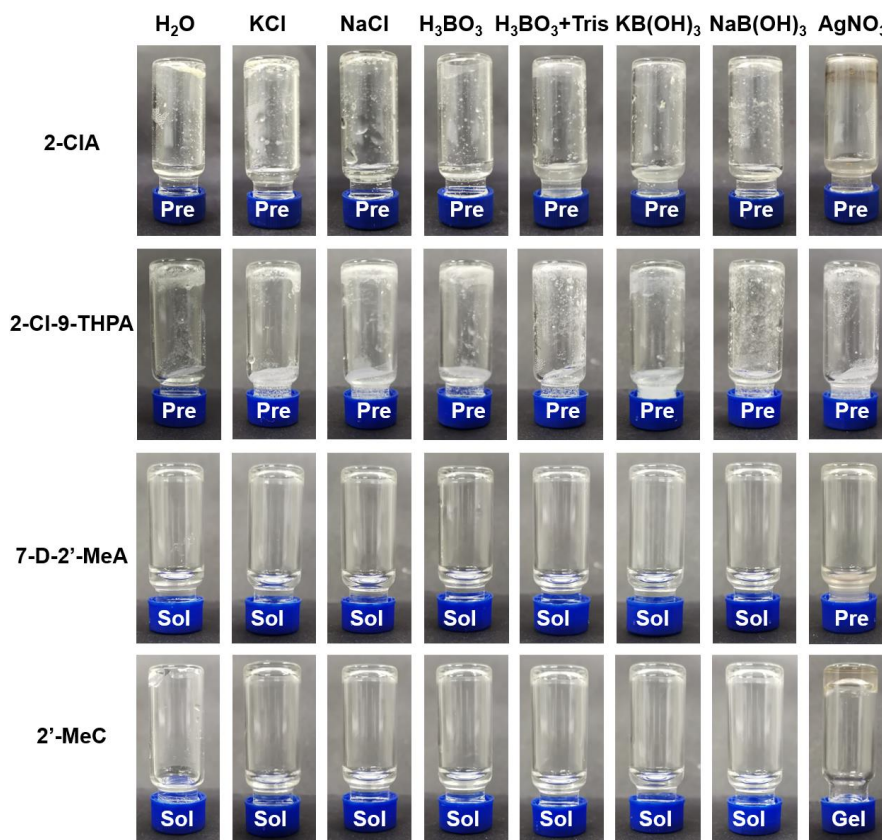 H₂O KCl NaCl H₃BO₃ H₃BO₃+Tris KB(OH)₃ NaB(OH)₃ AgNO₃
2-ClA
Pre Pre Pre Pre Pre Pre Pre Pre
2-Cl-9-THPA
Pre Pre Pre Pre Pre Pre Pre Pre
7-D-2'-MeA
Sol Sol Sol Sol Sol Sol Sol Pre
2'-MeC
Sol Sol Sol Sol Sol Sol Sol Gel